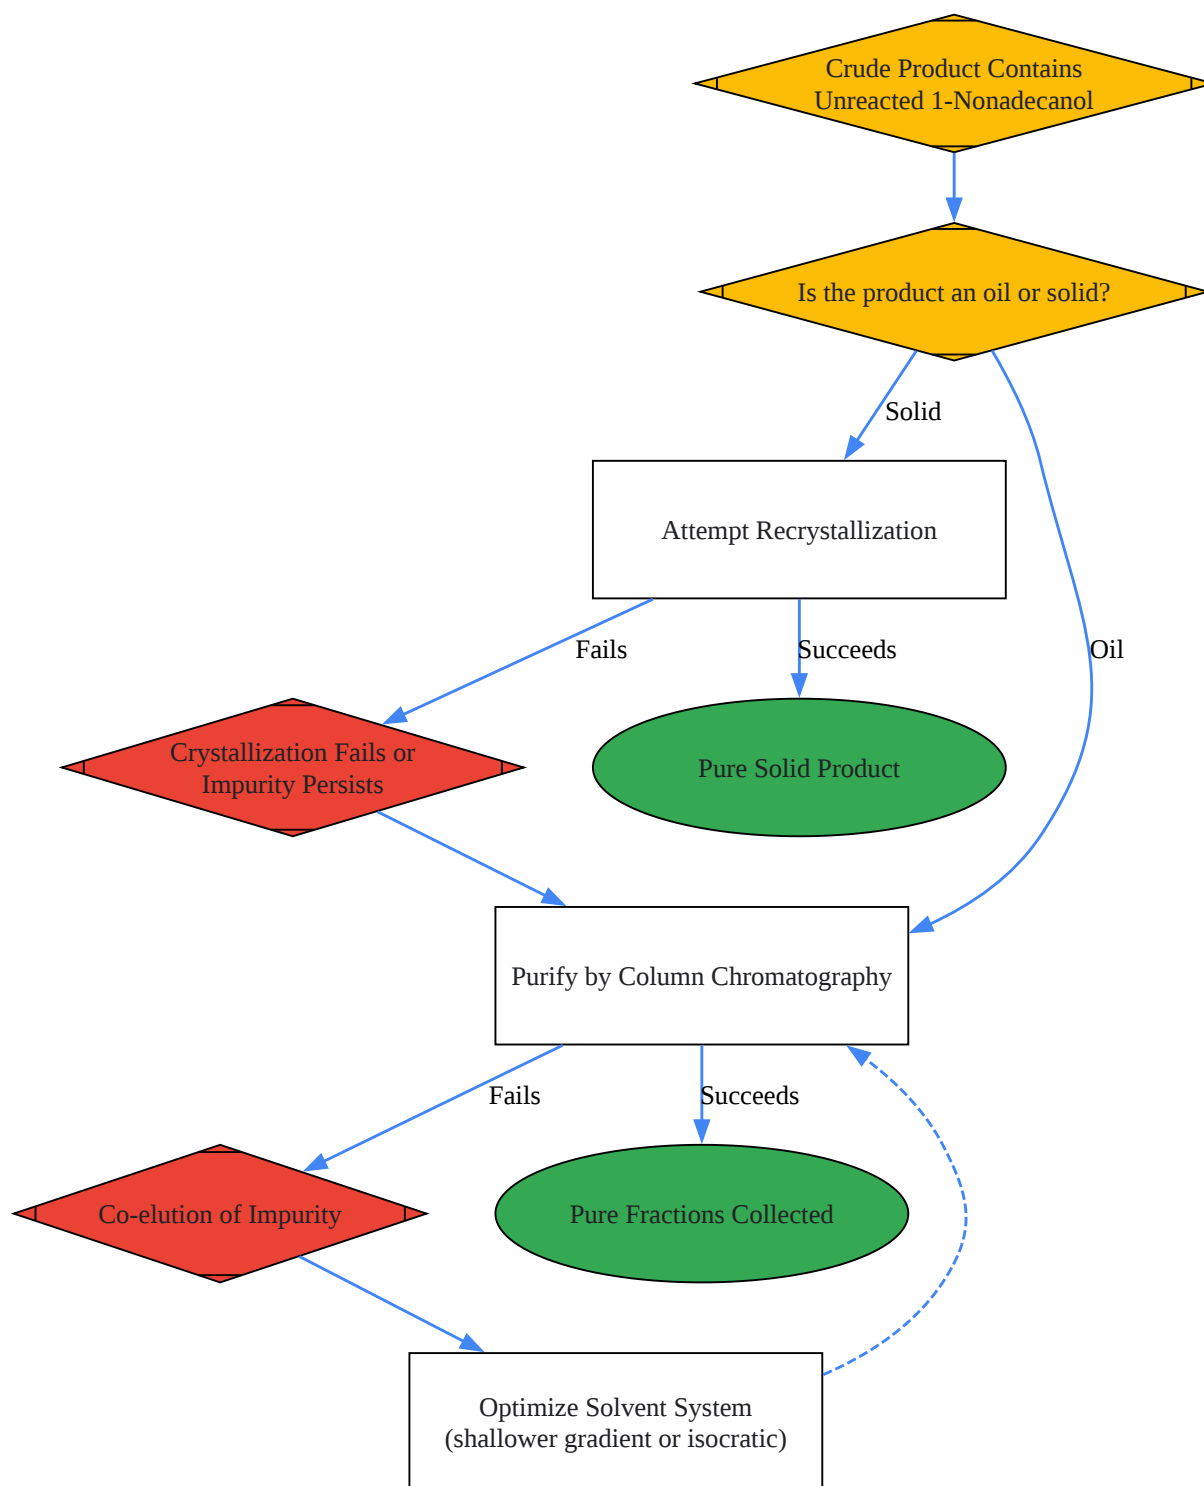 Crude Product Contains
Unreacted 1-Nonadecanol
Is the product an oil or solid?
Solid
Attempt Recrystallization
Fails
Succeeds
Oil
Crystallization Fails or
Impurity Persists
Pure Solid Product
Purify by Column Chromatography
Fails
Succeeds
Co-elution of Impurity
Pure Fractions Collected
Optimize Solvent System
(shallower gradient or isocratic)